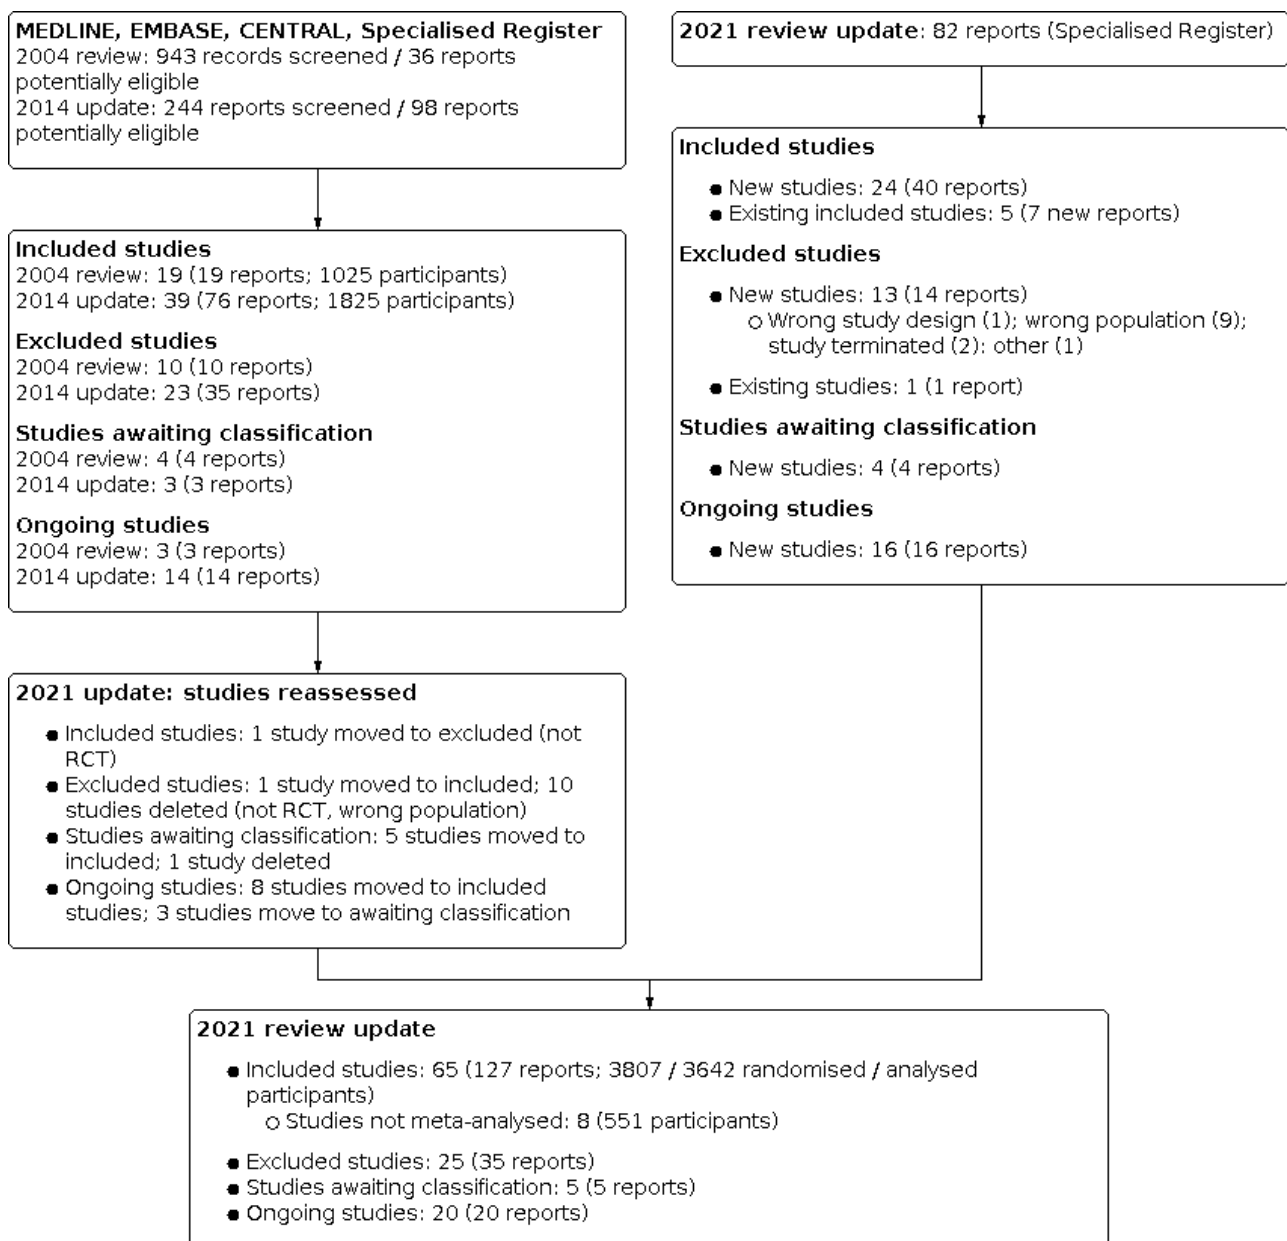 MEDLINE, EMBASE, CENTRAL, Specialised Register
2004 review: 943 records screened / 36 reports
potentially eligible
2014 update: 244 reports screened / 98 reports
potentially eligible
Included studies
2004 review: 19 (19 reports; 1025 participants)
2014 update: 39 (76 reports; 1825 participants)
Excluded studies
2004 review: 10 (10 reports)
2014 update: 23 (35 reports)
Studies awaiting classification
2004 review: 4 (4 reports)
2014 update: 3 (3 reports)
Ongoing studies
2004 review: 3 (3 reports)
2014 update: 14 (14 reports)
2021 update: studies reassessed
● Included studies: 1 study moved to excluded (not
RCT)
● Excluded studies: 1 study moved to included; 10
studies deleted (not RCT, wrong population)
● Studies awaiting classification: 5 studies moved to
included; 1 study deleted
● Ongoing studies: 8 studies moved to included
studies; 3 studies move to awaiting classification
2021 review update: 82 reports (Specialised Register)
Included studies
● New studies: 24 (40 reports)
● Existing included studies: 5 (7 new reports)
Excluded studies
● New studies: 13 (14 reports)
○ Wrong study design (1); wrong population (9);
study terminated (2): other (1)
● Existing studies: 1 (1 report)
Studies awaiting classification
● New studies: 4 (4 reports)
Ongoing studies
● New studies: 16 (16 reports)
2021 review update
● Included studies: 65 (127 reports; 3807 / 3642 randomised / analysed
participants)
○ Studies not meta-analysed: 8 (551 participants)
● Excluded studies: 25 (35 reports)
● Studies awaiting classification: 5 (5 reports)
● Ongoing studies: 20 (20 reports)